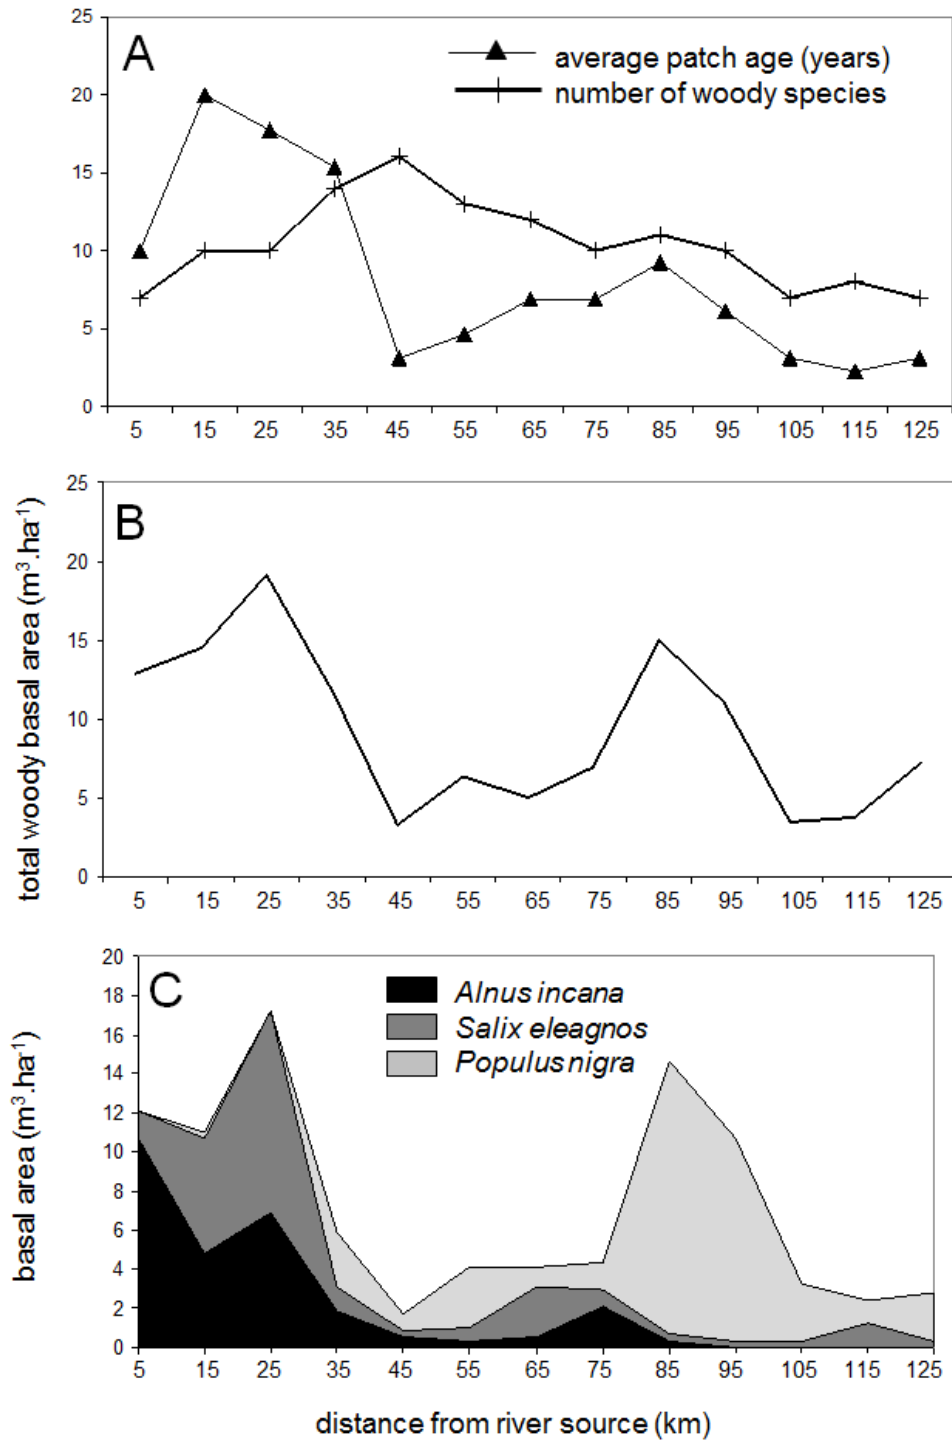 A
average patch age (years)
number of woody species
25
20
15
10
5
0
5 15 25 35 45 55 65 75 85 95 105 115 125
B
total woody basal area (m³.ha⁻¹)
25
20
15
10
5
0
5 15 25 35 45 55 65 75 85 95 105 115 125
C
Alnus incana
Salix eleagnos
Populus nigra
basal area (m³.ha⁻¹)
20
18
16
14
12
10
8
6
4
2
0
5 15 25 35 45 55 65 75 85 95 105 115 125
distance from river source (km)